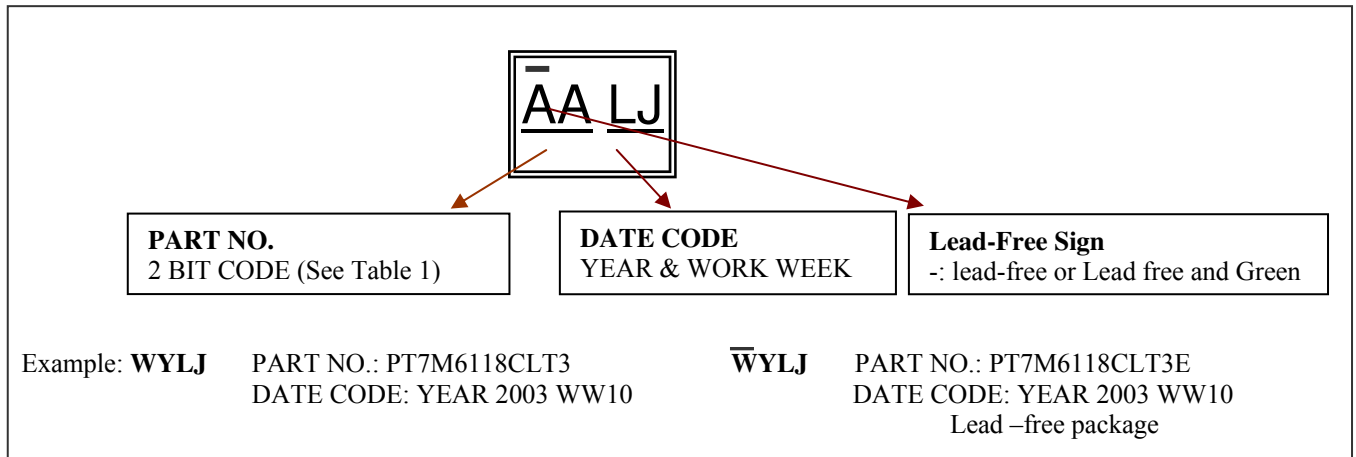 AA LJ
PART NO.
2 BIT CODE (See Table 1)
DATE CODE
YEAR & WORK WEEK
Lead-Free Sign
-: lead-free or Lead free and Green
Example: WYLJ PART NO.: PT7M6118CLT3
DATE CODE: YEAR 2003 WW10
W̅YLJ PART NO.: PT7M6118CLT3E
DATE CODE: YEAR 2003 WW10
Lead –free package